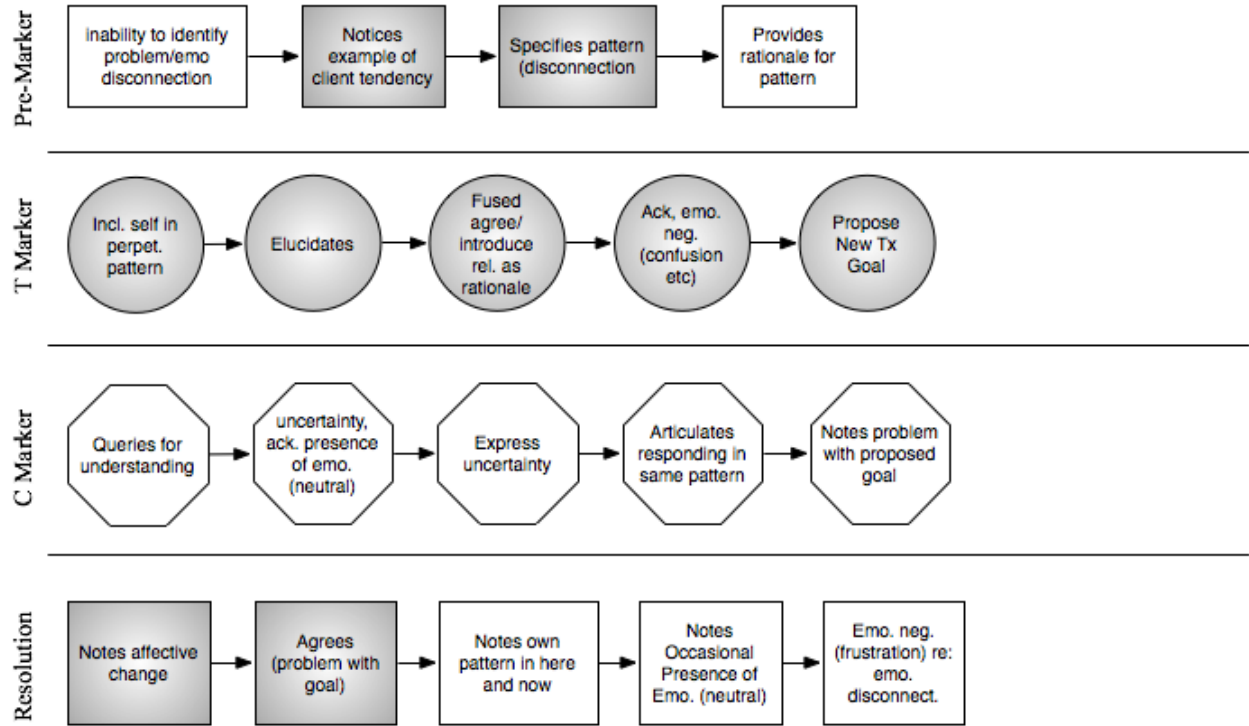 Pre-Marker
inability to identify
problem/emo
disconnection
Notices
example of
client tendency
Specifies pattern
(disconnection
Provides
rationale for
pattern
T Marker
Incl. self in
perpet.
pattern
Elucidates
Fused
agree/
introduce
rel. as
rationale
Ack, emo.
neg.
(confusion
etc)
Propose
New Tx
Goal
C Marker
Queries for
understanding
uncertainty,
ack. presence
of emo.
(neutral)
Express
uncertainty
Articulates
responding in
same pattern
Notes problem
with proposed
goal
Resolution
Notes affective
change
Agrees
(problem with
goal)
Notes own
pattern in here
and now
Notes
Occasional
Presence of
Emo. (neutral)
Emo. neg.
(frustration) re:
emo.
disconnect.